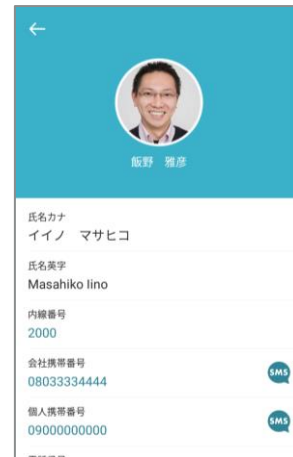 飯野　雅彦
氏名カナ
イイノ　マサヒコ
氏名英字
Masahiko Iino
内線番号
2000
会社携帯番号
08033334444
SMS
個人携帯番号
09000000000
SMS